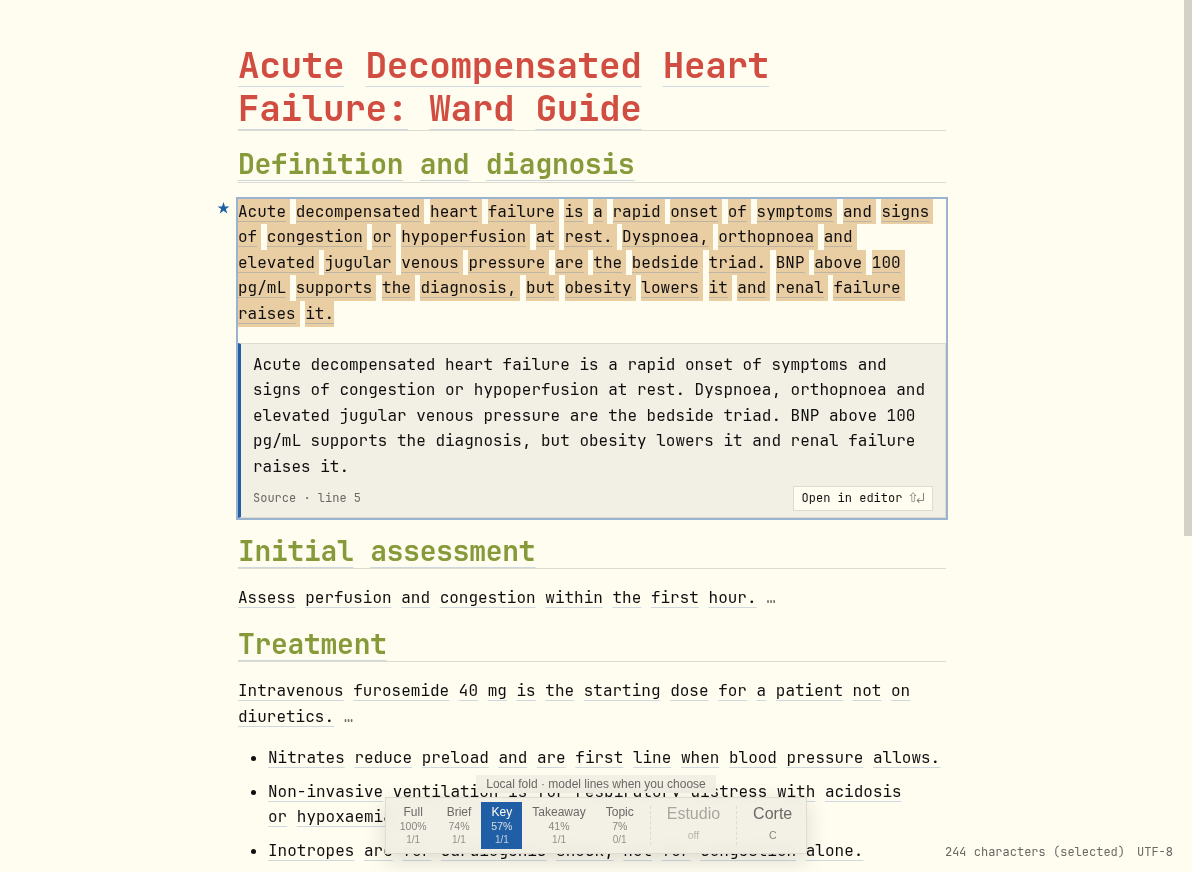 Acute Decompensated Heart
Failure: Ward Guide
Definition and diagnosis
★ Acute decompensated heart failure is a rapid onset of symptoms and signs
of congestion or hypoperfusion at rest. Dyspnoea, orthopnoea and
elevated jugular venous pressure are the bedside triad. BNP above 100
pg/mL supports the diagnosis, but obesity lowers it and renal failure
raises it.
Acute decompensated heart failure is a rapid onset of symptoms and
signs of congestion or hypoperfusion at rest. Dyspnoea, orthopnoea and
elevated jugular venous pressure are the bedside triad. BNP above 100
pg/mL supports the diagnosis, but obesity lowers it and renal failure
raises it.
Source · line 5
Open in editor ⇧↵
Initial assessment
Assess perfusion and congestion within the first hour. …
Treatment
Intravenous furosemide 40 mg is the starting dose for a patient not on
diuretics. …
• Nitrates reduce preload and are first line when blood pressure allows.
Local fold · model lines when you choose
• Non-invasive ventilation is for respiratory distress with acidosis
or hypoxaemia
Full Brief Key Takeaway Topic Estudio Corte
100% 74% 57% 41% 7% off C
1/1 1/1 1/1 1/1 0/1
• Inotropes are for cardiogenic shock, not for congestion alone.
244 characters (selected) UTF-8